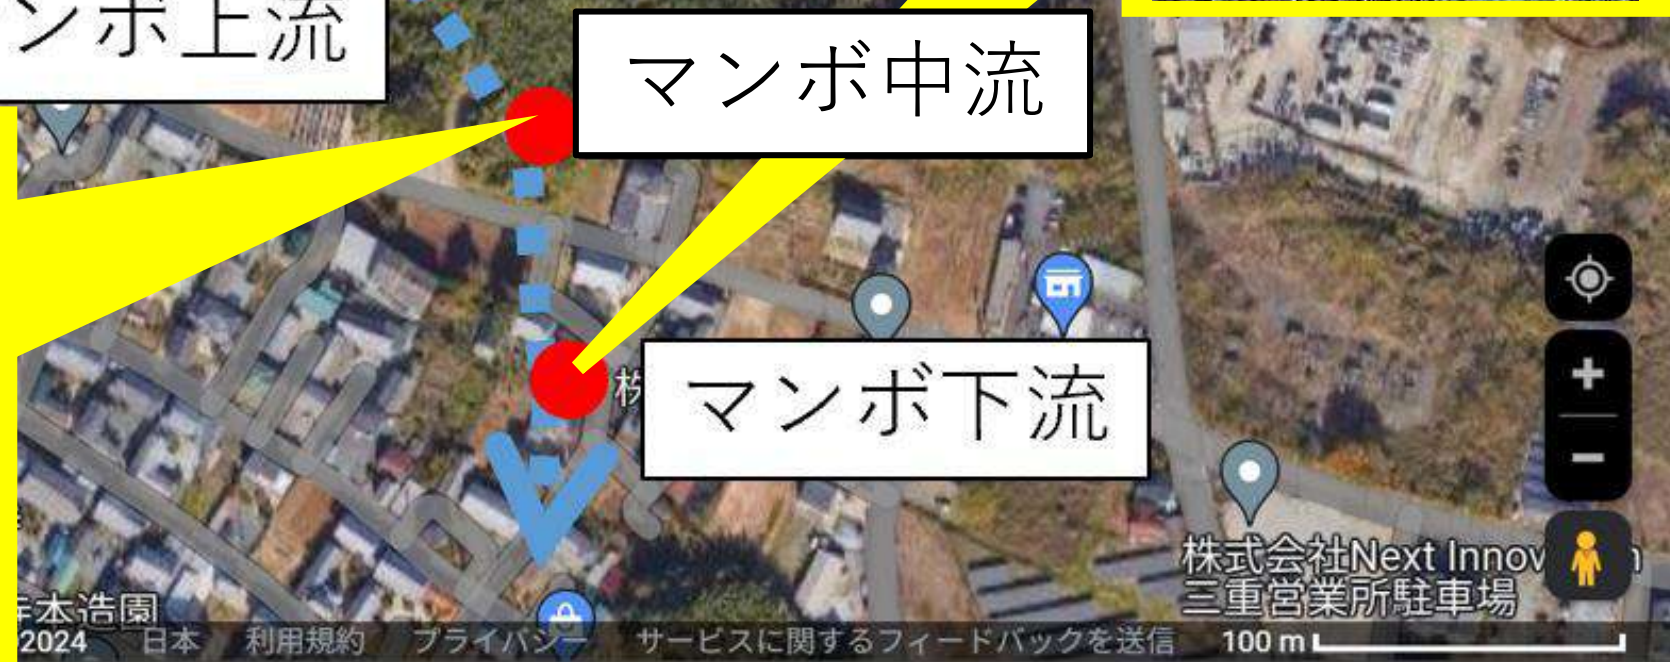 ンボ上流
マンボ中流
株
マンボ下流
株式会社Next Innov
三重営業所駐車場
本造園
2024 日本 利用規約 プライバシー サービスに関するフィードバックを送信 100 m